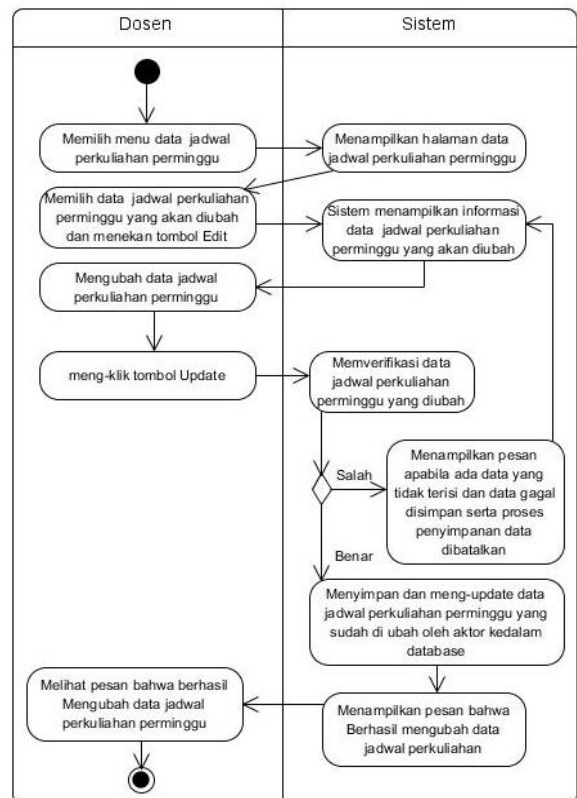 Dosen
Sistem
Memilih menu data jadwal
perkuliahan perminggu
Menampilkan halaman data
jadwal perkuliahan perminggu
Memilih data jadwal perkuliahan
perminggu yang akan diubah
dan menekan tombol Edit
Sistem menampilkan informasi
data jadwal perkuliahan
perminggu yang akan diubah
Mengubah data jadwal
perkuliahan perminggu
meng-klik tombol Update
Memverifikasi data
jadwal perkuliahan
perminggu yang diubah
Salah
Menampilkan pesan
apabila ada data yang
tidak terisi dan data gagal
disimpan serta proses
penyimpanan data
dibatalkan
Benar
Menyimpan dan meng-update data
jadwal perkuliahan perminggu yang
sudah di ubah oleh aktor kedalam
database
Melihat pesan bahwa berhasil
Mengubah data jadwal
perkuliahan perminggu
Menampilkan pesan bahwa
Berhasil mengubah data
jadwal perkuliahan